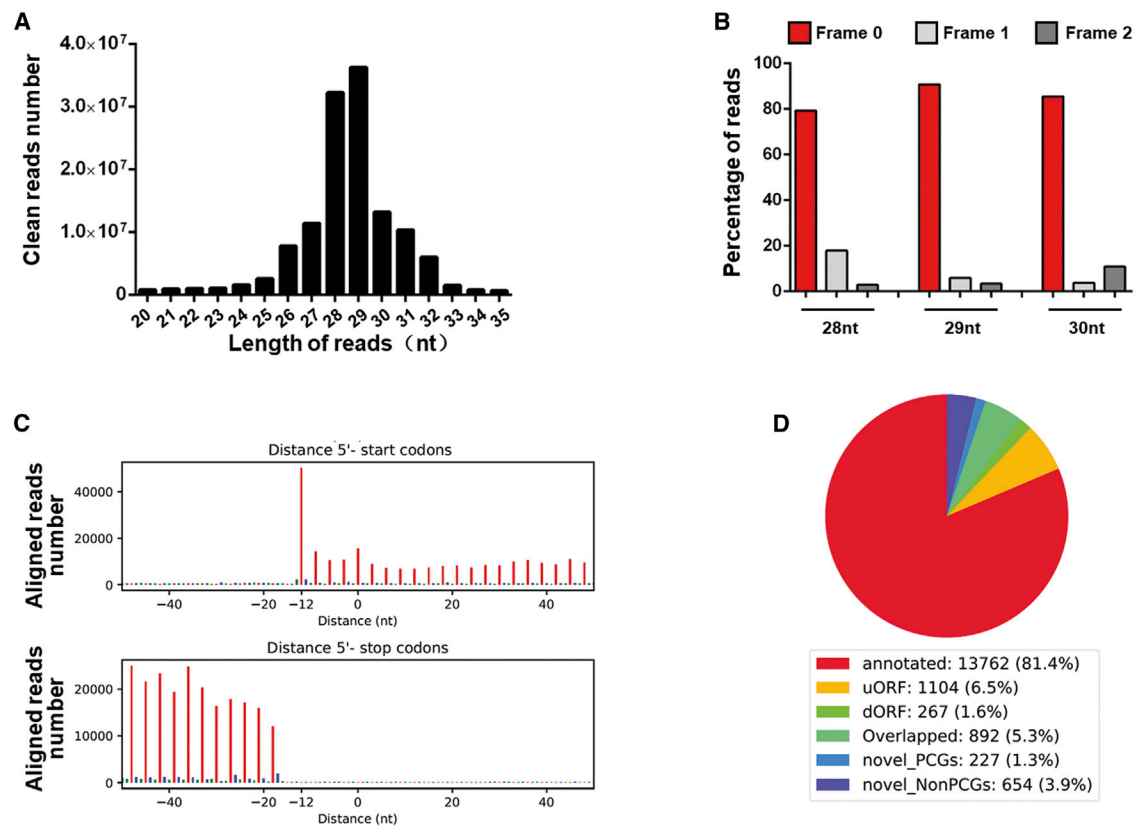 A
Clean reads number
4.0×10⁷
3.0×10⁷
2.0×10⁷
1.0×10⁷
0
20 21 22 23 24 25 26 27 28 29 30 31 32 33 34 35
Length of reads（nt）
B
Frame 0 Frame 1 Frame 2
Percentage of reads
100
80
60
40
20
0
28nt 29nt 30nt
C
Distance 5'- start codons
Aligned reads
number
40000
20000
0
−40 −20 −12 0 20 40
Distance (nt)
Distance 5'- stop codons
Aligned reads
number
20000
10000
0
−40 −20 −12 0 20 40
Distance (nt)
D
annotated: 13762 (81.4%)
uORF: 1104 (6.5%)
dORF: 267 (1.6%)
Overlapped: 892 (5.3%)
novel_PCGs: 227 (1.3%)
novel_NonPCGs: 654 (3.9%)